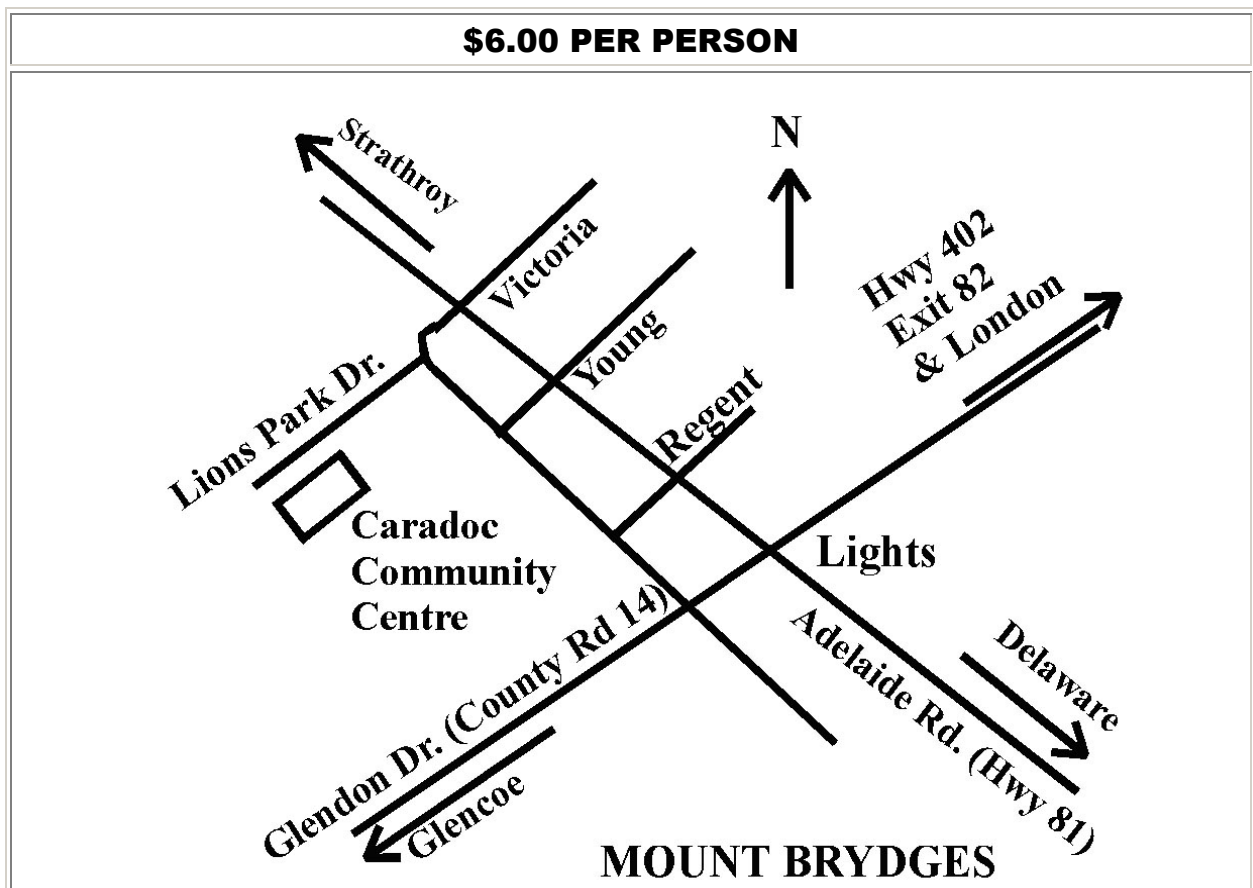 $6.00 PER PERSON
Strathroy
N
Victoria
Hwy 402
Exit 82
& London
Young
Lions Park Dr.
Regent
Caradoc
Community
Centre
Lights
Glendon Dr. (County Rd 14)
Adelaide Rd. (Hwy 81)
Delaware
Glencoe
MOUNT BRYDGES